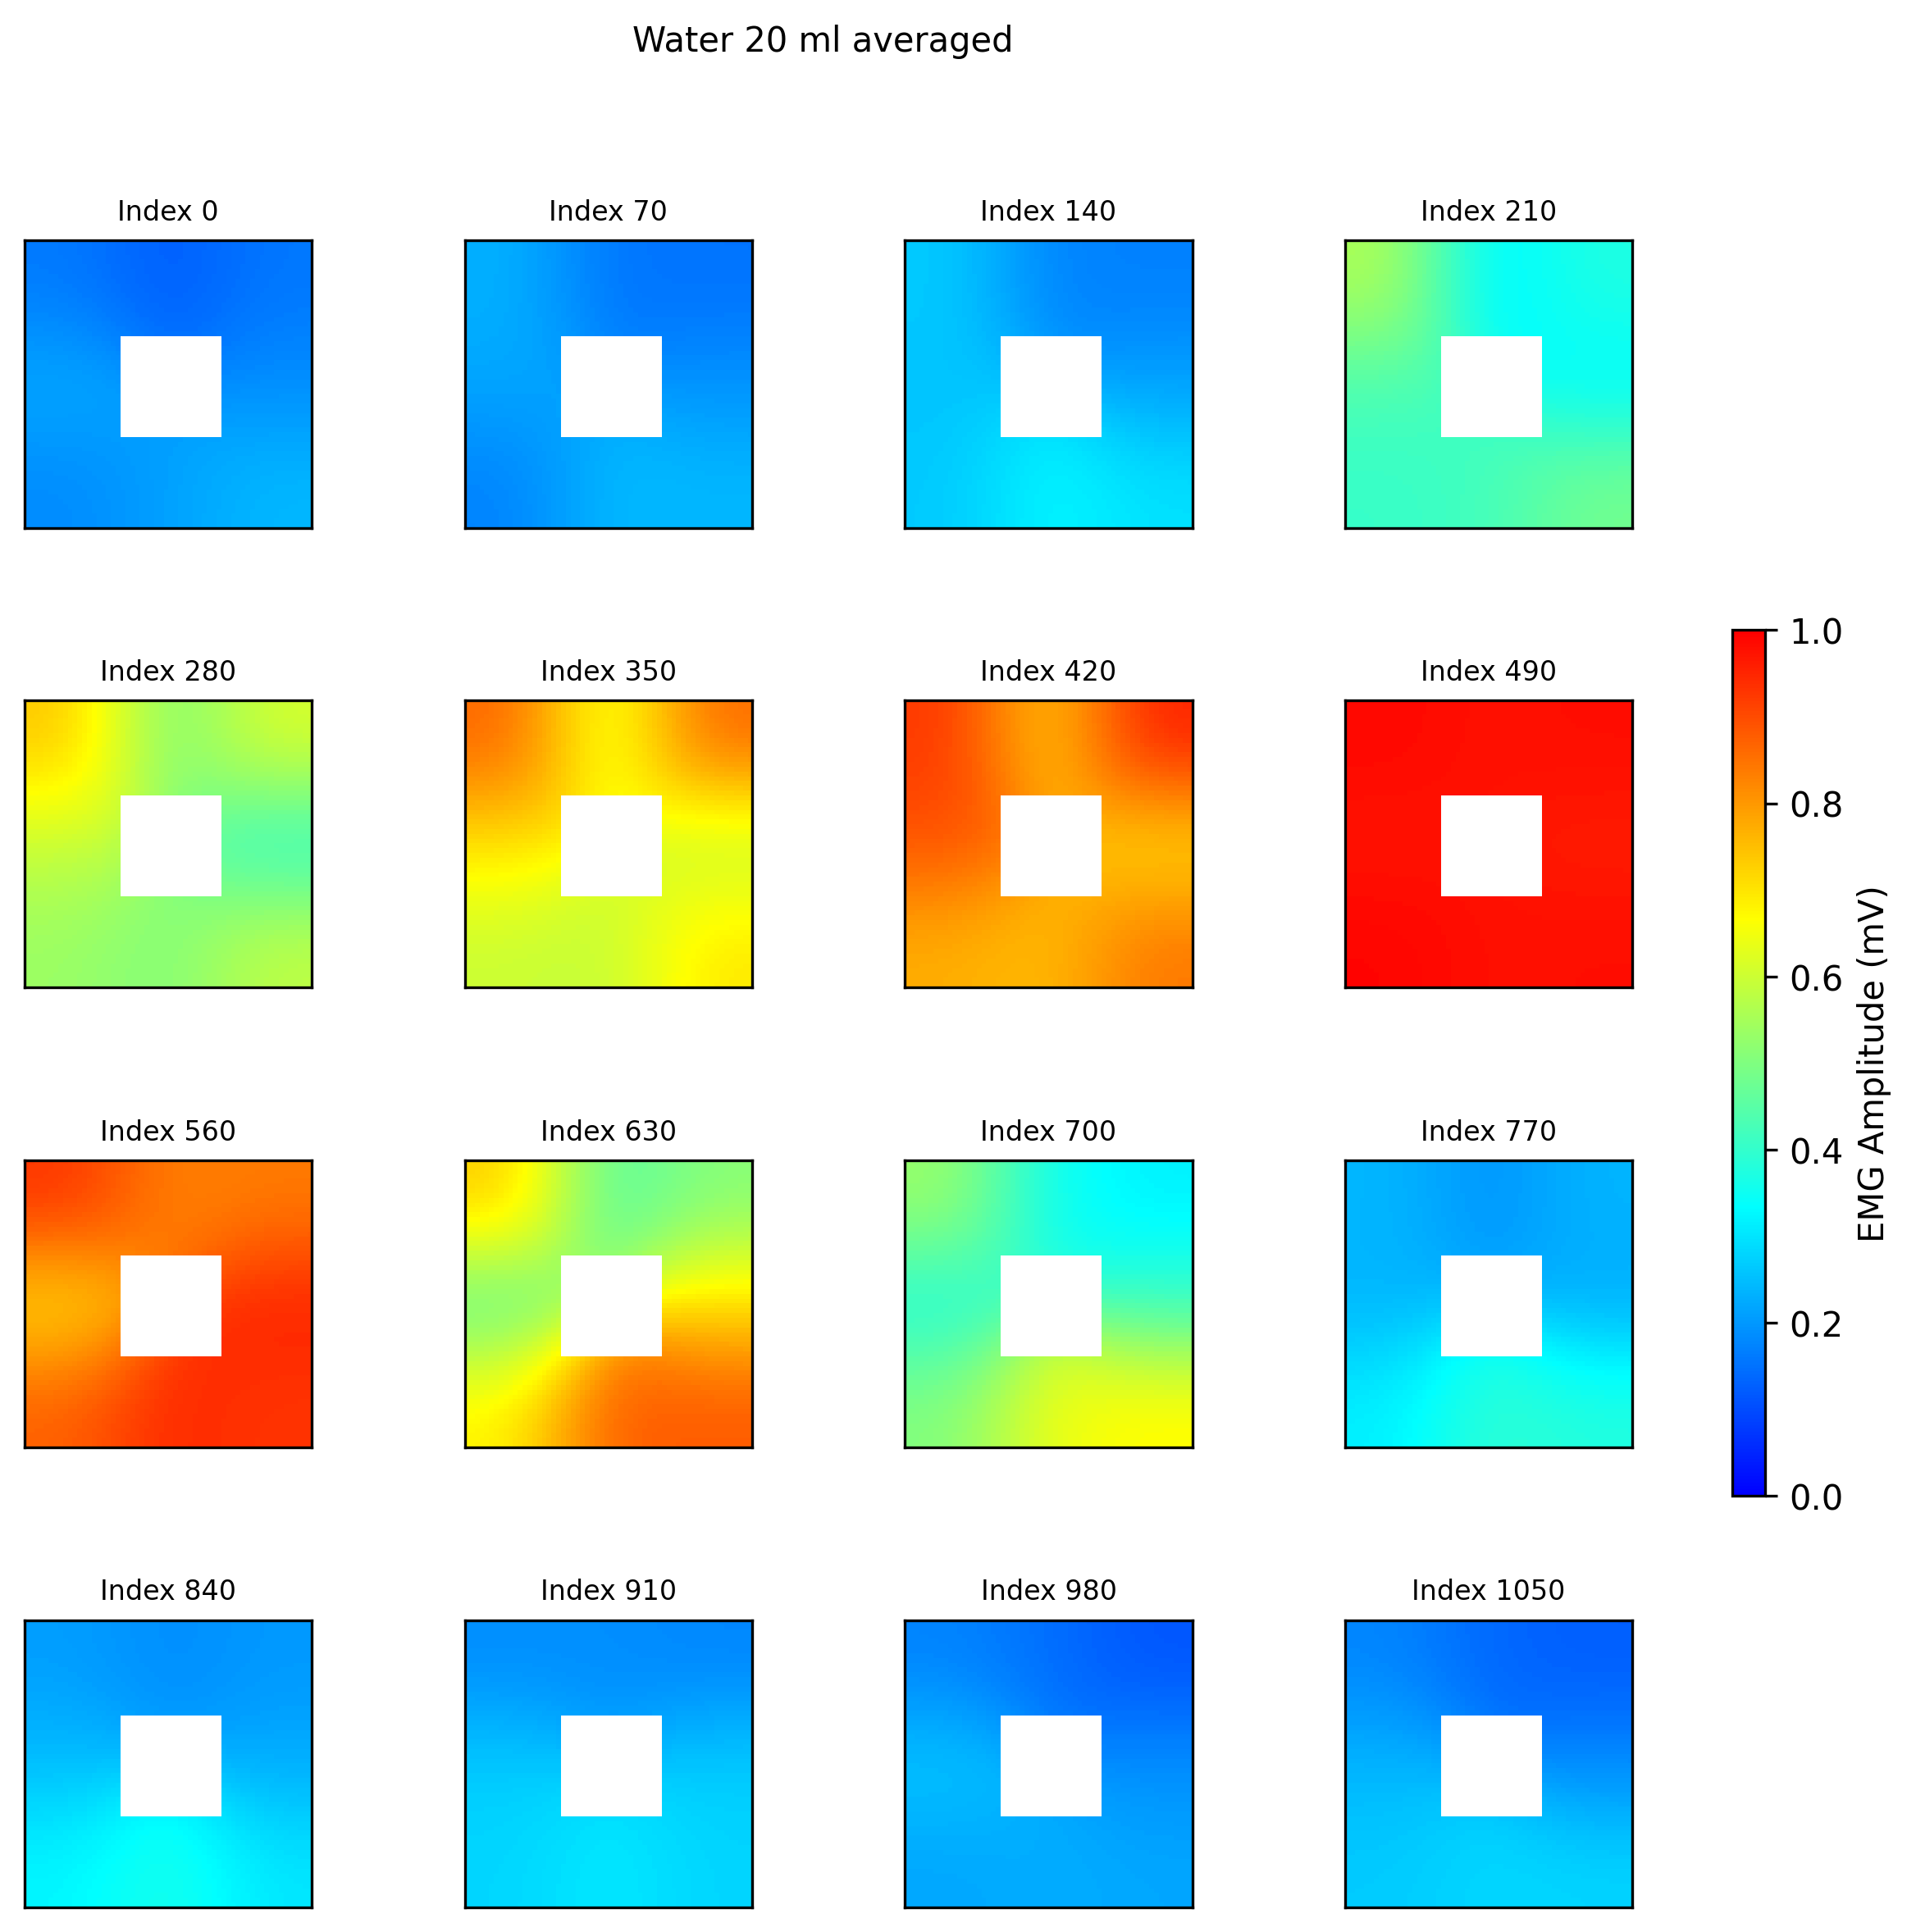 Water 20 ml averaged
Index 0
Index 70
Index 140
Index 210
Index 280
Index 350
Index 420
Index 490
Index 560
Index 630
Index 700
Index 770
Index 840
Index 910
Index 980
Index 1050
1.0
0.8
0.6
0.4
0.2
0.0
EMG Amplitude (mV)